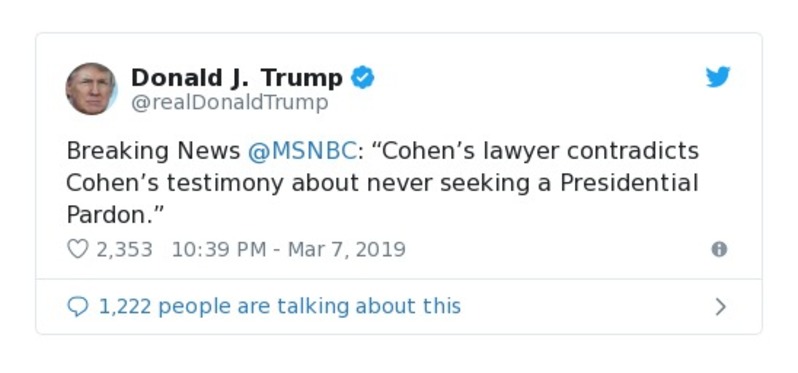 Donald J. Trump
@realDonaldTrump
Breaking News @MSNBC: “Cohen’s lawyer contradicts
Cohen’s testimony about never seeking a Presidential
Pardon.”
2,353 10:39 PM - Mar 7, 2019
1,222 people are talking about this